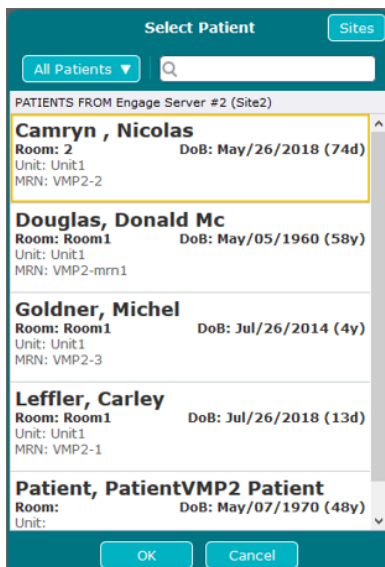 Select Patient
Sites
All Patients ▼
PATIENTS FROM Engage Server #2 (Site2)
Camryn , Nicolas
Room: 2 DoB: May/26/2018 (74d)
Unit: Unit1
MRN: VMP2-2
Douglas, Donald Mc
Room: Room1 DoB: May/05/1960 (58y)
Unit: Unit1
MRN: VMP2-mrn1
Goldner, Michel
Room: Room1 DoB: Jul/26/2014 (4y)
Unit: Unit1
MRN: VMP2-3
Leffler, Carley
Room: Room1 DoB: Jul/26/2018 (13d)
Unit: Unit1
MRN: VMP2-1
Patient, PatientVMP2 Patient
Room: DoB: May/07/1970 (48y)
Unit:
OK Cancel